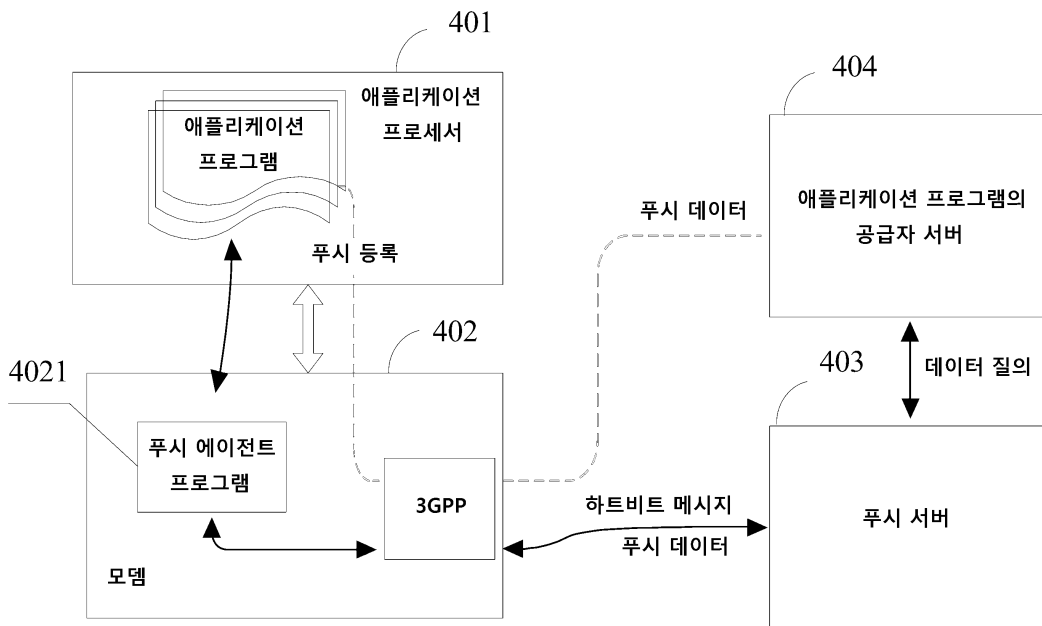 401
애플리케이션
프로세서
애플리케이션
프로그램
푸시 등록
404
애플리케이션 프로그램의
공급자 서버
푸시 데이터
402
4021
푸시 에이전트
프로그램
3GPP
모뎀
하트비트 메시지
푸시 데이터
403
데이터 질의
푸시 서버